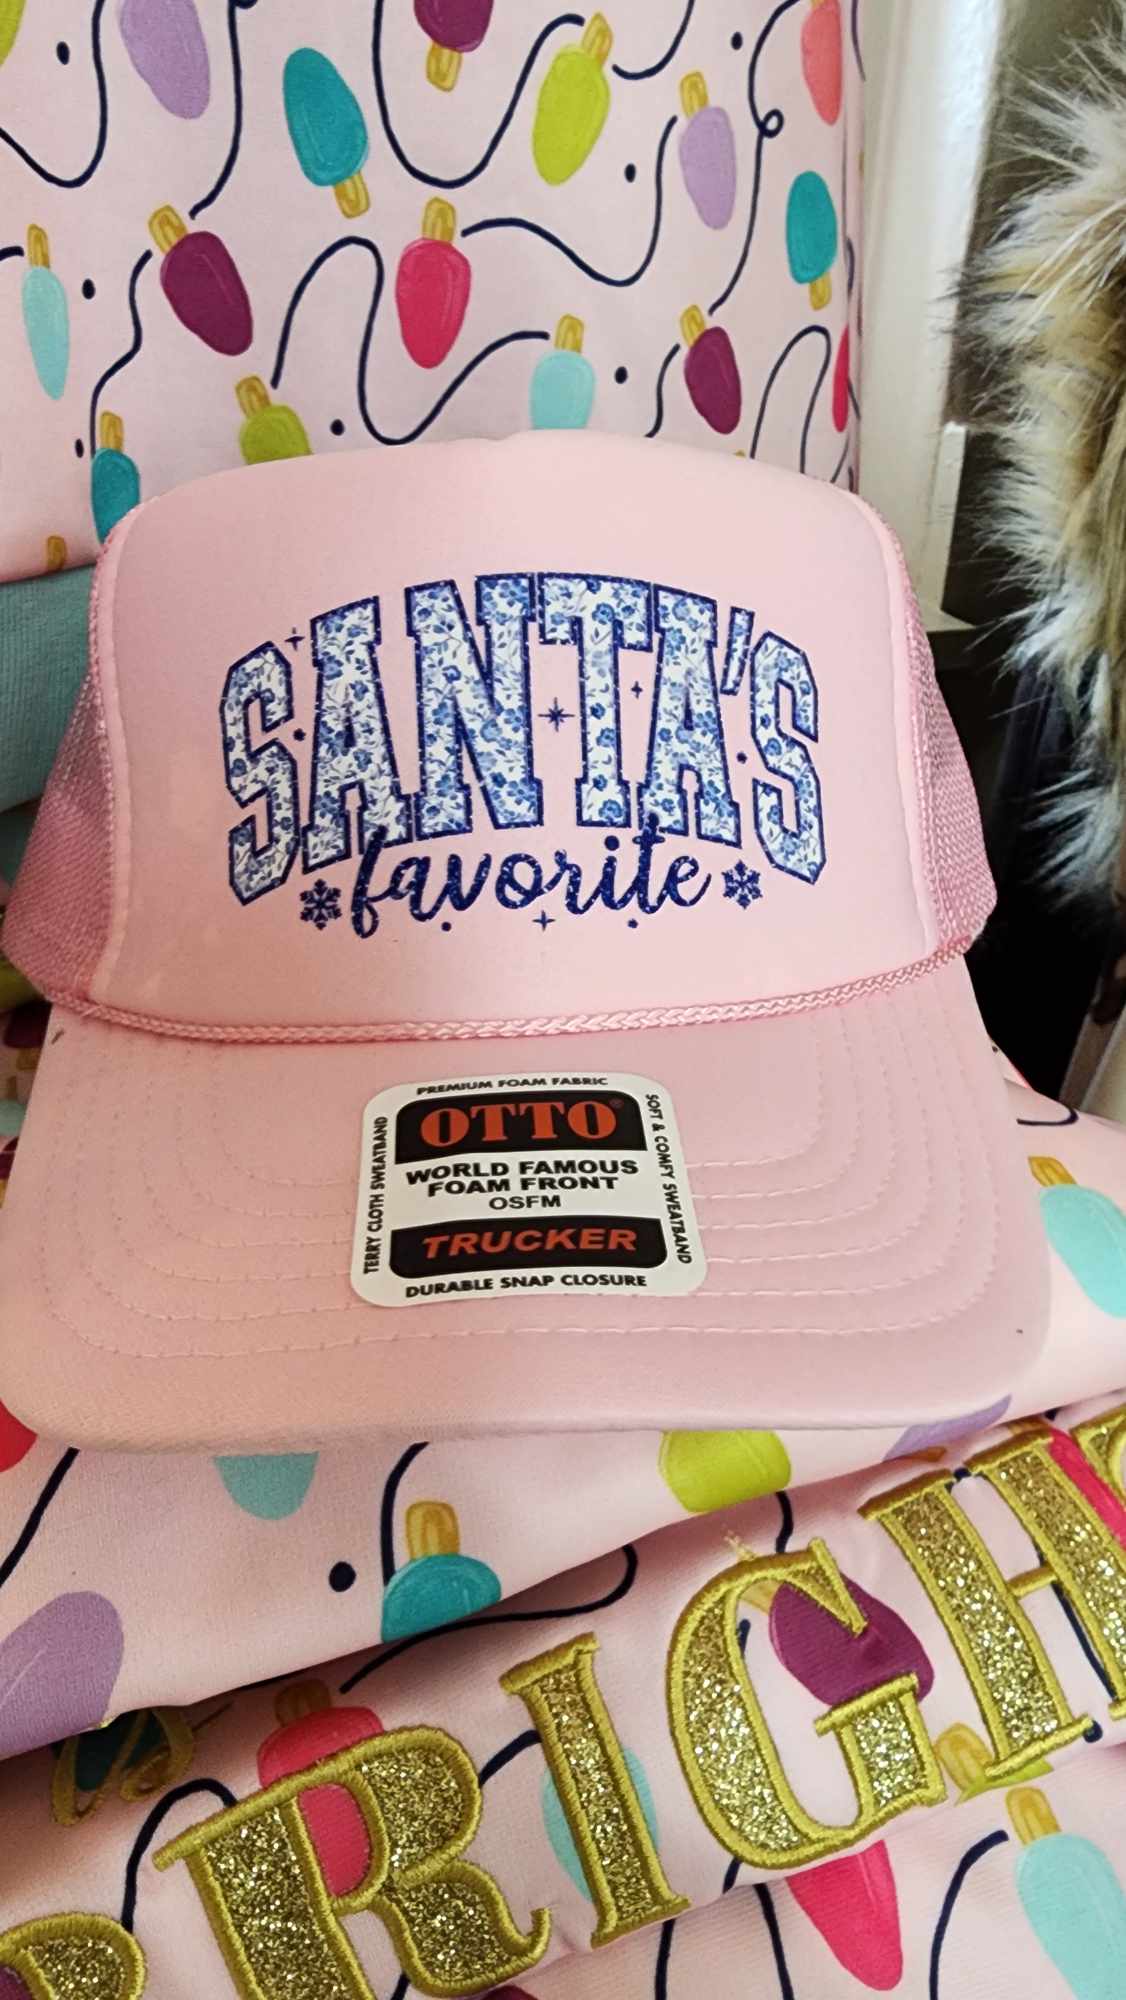 SANTA'S
favorite
PREMIUM FOAM FABRIC
OTTO®
WORLD FAMOUS
FOAM FRONT
OSFM
TRUCKER
DURABLE SNAP CLOSURE
TERRY CLOTH SWEATBAND
SOFT & COMFY SWEATBAND